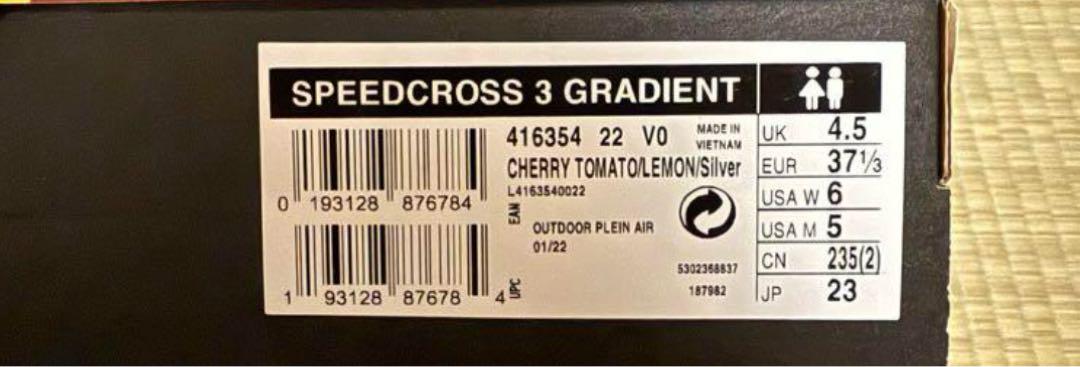 SPEEDCROSS 3 GRADIENT
416354 22 V0
MADE IN
VIETNAM
CHERRY TOMATO/LEMON/Silver
L4163540022
0 193128 876784
EAN
OUTDOOR PLEIN AIR
01/22
5302368837
187982
1 93128 87678 4
UPC
UK 4.5
EUR 37⅓
USA W 6
USA M 5
CN 235(2)
JP 23